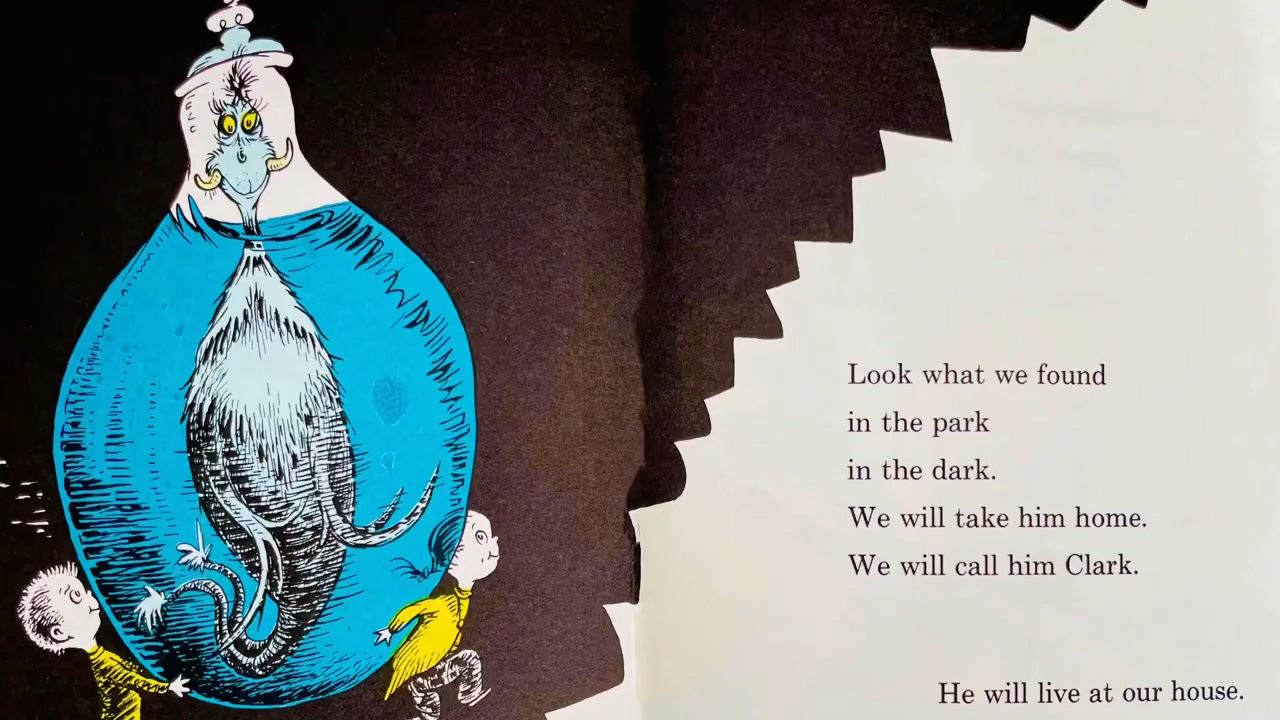 Look what we found
in the park
in the dark.
We will take him home.
We will call him Clark.
He will live at our house.